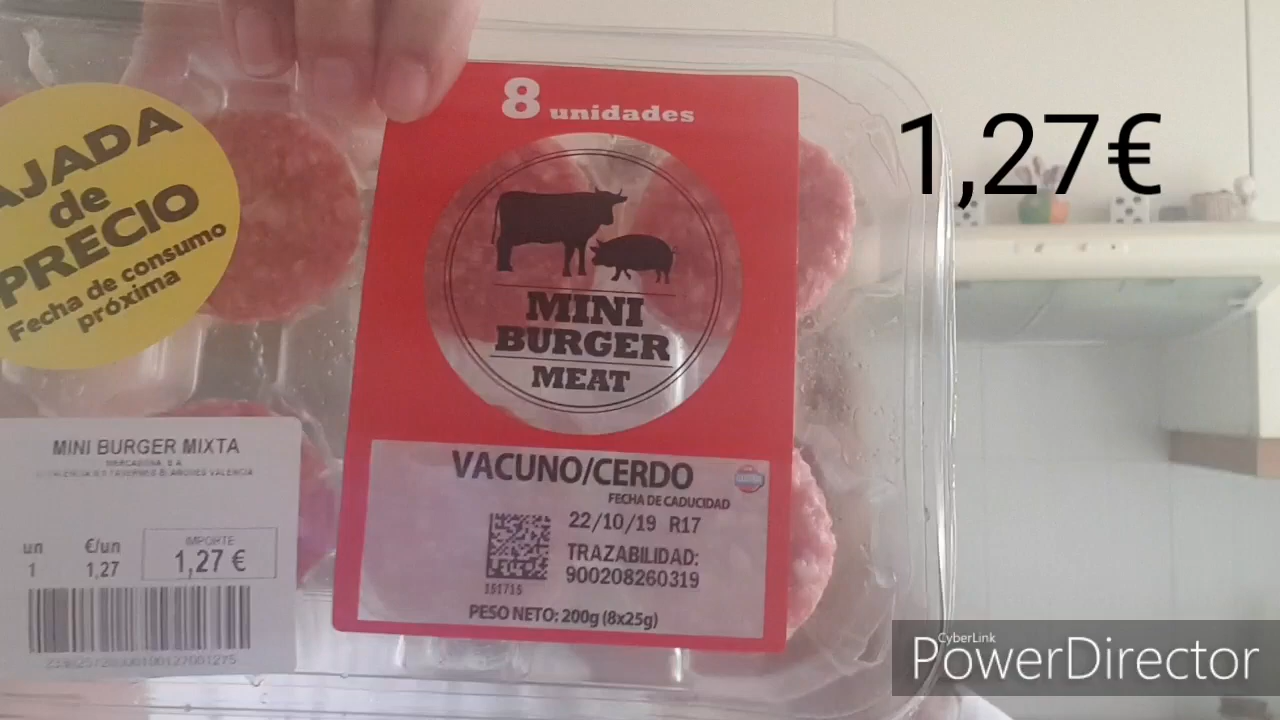 8 unidades
1,27€
AJADA
de
PRECIO
Fecha de consumo
próxima
MINI
BURGER
MEAT
MINI BURGER MIXTA
MERCADONA, S.A.
VACUNO/CERDO
FECHA DE CADUCIDAD
22/10/19 R17
TRAZABILIDAD:
900208260319
151715
PESO NETO: 200g (8x25g)
un €/un IMPORTE
1 1,27 1,27 €
CyberLink
PowerDirector